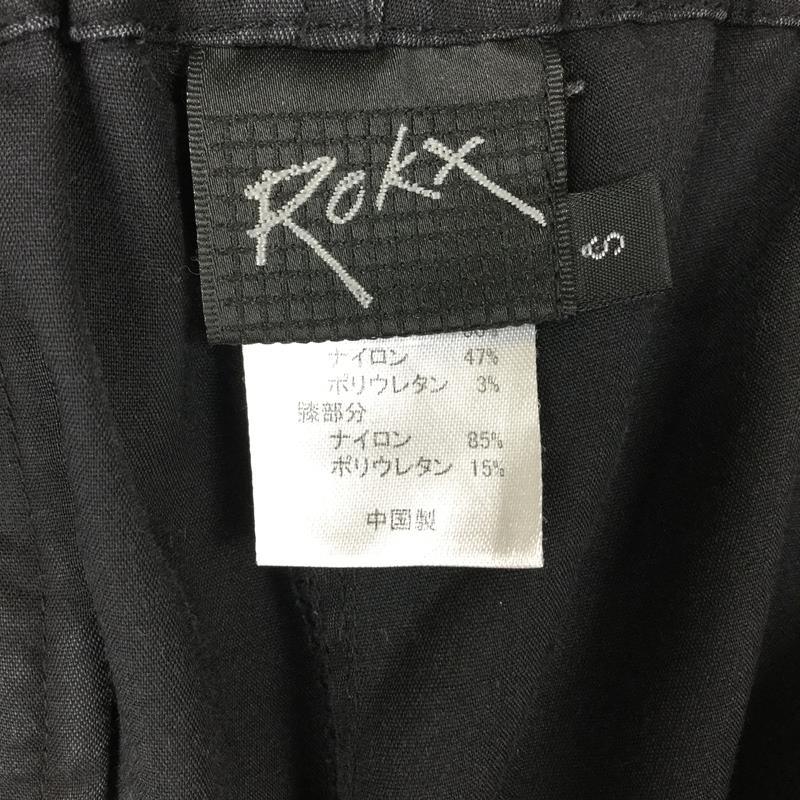 Rokx
S
ナイロン 47%
ポリウレタン 3%
膝部分
ナイロン 85%
ポリウレタン 15%
中国製